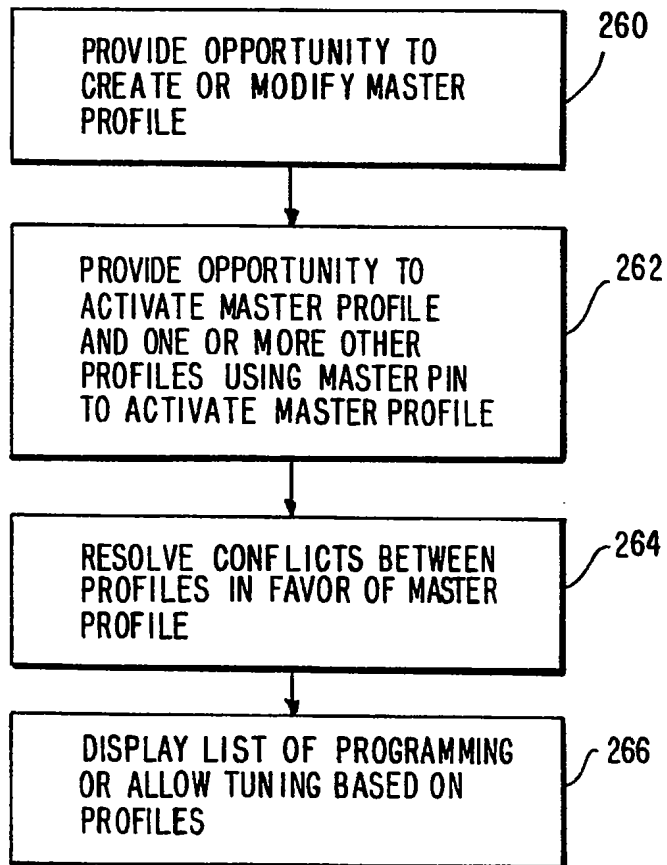 260
PROVIDE OPPORTUNITY TO
CREATE OR MODIFY MASTER
PROFILE
262
PROVIDE OPPORTUNITY TO
ACTIVATE MASTER PROFILE
AND ONE OR MORE OTHER
PROFILES USING MASTER PIN
TO ACTIVATE MASTER PROFILE
264
RESOLVE CONFLICTS BETWEEN
PROFILES IN FAVOR OF MASTER
PROFILE
266
DISPLAY LIST OF PROGRAMMING
OR ALLOW TUNING BASED ON
PROFILES